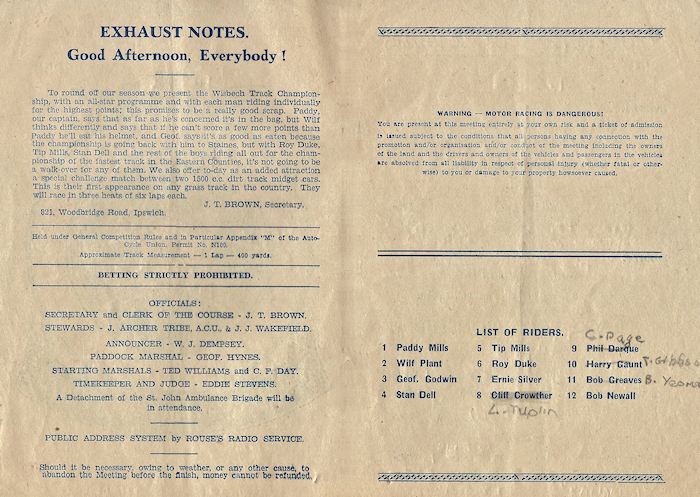 EXHAUST NOTES.
Good Afternoon, Everybody !
To round off our season we present the Wisbech Track Champion-
ship, with an all-star programme and with each man riding individually
for the highest points; this promises to be a really good scrap. Paddy,
our captain, says that as far as he's concerned it's in the bag, but Wilf
thinks differently and says that if he can't score a few more points than
Paddy he'll eat his helmet, and Geof. says it's as good as eaten because
the championship is going back with him to Staines, but with Roy Duke,
Tip Mills, Stan Dell and the rest of the boys riding all out for the cham-
pionship of the fastest track in the Eastern Counties, it's not going to be
a walk-over for any of them. We also offer to-day as an added attraction
a special challenge match between two 1500 c.c. dirt track midget cars.
This is their first appearance on any grass track in the country. They
will race in three heats of six laps each.
J. T. BROWN, Secretary.
821, Woodbridge Road, Ipswich.
Held under General Competition Rules and in Particular Appendix "M" of the Auto-
Cycle Union. Permit No. N109.
Approximate Track Measurement — 1 Lap — 400 yards.
BETTING STRICTLY PROHIBITED.
OFFICIALS:
SECRETARY and CLERK OF THE COURSE - J. T. BROWN.
STEWARDS - J. ARCHER TRIBE, A.C.U., & J. J. WAKEFIELD.
ANNOUNCER - W. J. DEMPSEY.
PADDOCK MARSHAL - GEOF. HYNES.
STARTING MARSHALS - TED WILLIAMS and C. F. DAY.
TIMEKEEPER AND JUDGE - EDDIE STEVENS.
A Detachment of the St. John Ambulance Brigade will be
in attendance.
PUBLIC ADDRESS SYSTEM by ROUSE'S RADIO SERVICE.
Should it be necessary, owing to weather, or any other cause, to
abandon the Meeting before the finish, money cannot be refunded.
WARNING — MOTOR RACING IS DANGEROUS!
You are present at this meeting entirely at your own risk and a ticket of admission
is issued subject to the conditions that all persons having any connection with the
promotion and/or organisation and/or conduct of the meeting including the owners
of the land and the drivers and owners of the vehicles and passengers in the vehicles
are absolved from all liability in respect of personal injury (whether fatal or other-
wise) to you or damage to your property howsoever caused.
LIST OF RIDERS.
1 Paddy Mills
2 Wilf Plant
3 Geof. Godwin
4 Stan Dell
5 Tip Mills
6 Roy Duke
7 Ernie Silver
8 Cliff Crowther
L. Tuplin
C. Page
9 Phil Darque
10 Harry Gaunt
11 Bob Greaves B.
12 Bob Newall